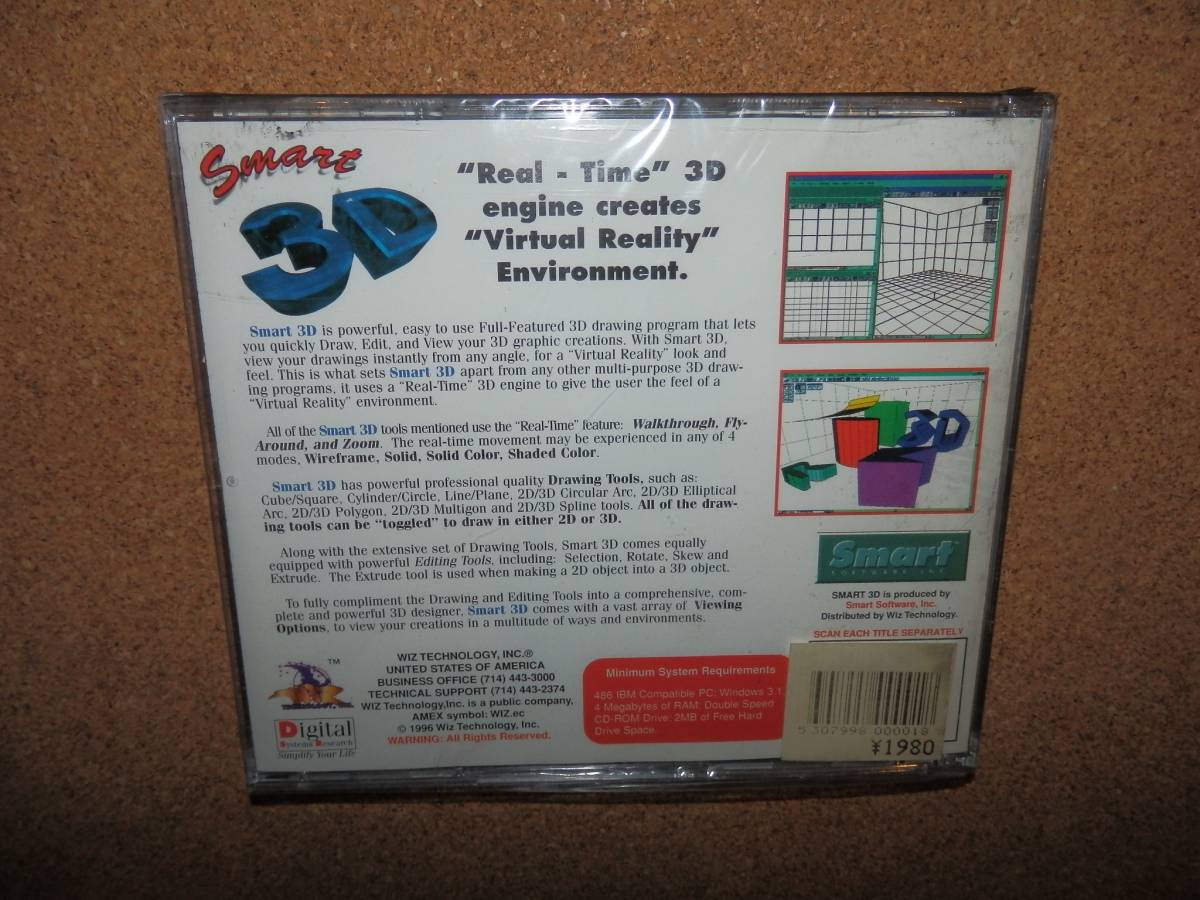 Smart
3D
"Real - Time" 3D
engine creates
"Virtual Reality"
Environment.
Smart 3D is powerful, easy to use Full-Featured 3D drawing program that lets
you quickly Draw, Edit, and View your 3D graphic creations. With Smart 3D,
view your drawings instantly from any angle, for a "Virtual Reality" look and
feel. This is what sets Smart 3D apart from any other multi-purpose 3D draw-
ing programs, it uses a "Real-Time" 3D engine to give the user the feel of a
"Virtual Reality" environment.
All of the Smart 3D tools mentioned use the "Real-Time" feature: Walkthrough, Fly-
Around, and Zoom. The real-time movement may be experienced in any of 4
modes, Wireframe, Solid, Solid Color, Shaded Color.
Smart 3D has powerful professional quality Drawing Tools, such as:
Cube/Square, Cylinder/Circle, Line/Plane, 2D/3D Circular Arc, 2D/3D Elliptical
Arc, 2D/3D Polygon, 2D/3D Multigon and 2D/3D Spline tools. All of the draw-
ing tools can be "toggled" to draw in either 2D or 3D.
Along with the extensive set of Drawing Tools, Smart 3D comes equally
equipped with powerful Editing Tools, including: Selection, Rotate, Skew and
Extrude. The Extrude tool is used when making a 2D object into a 3D object.
To fully compliment the Drawing and Editing Tools into a comprehensive, com-
plete and powerful 3D designer, Smart 3D comes with a vast array of Viewing
Options, to view your creations in a multitude of ways and environments.
3D
Smart
SOFTWARE INC.
SMART 3D is produced by
Smart Software, Inc.
Distributed by Wiz Technology.
SCAN EACH TITLE SEPARATELY
TM
TECHNOLOGY, INC.
Digital
Systems Research
Simplify Your Life
WIZ TECHNOLOGY, INC.®
UNITED STATES OF AMERICA
BUSINESS OFFICE (714) 443-3000
TECHNICAL SUPPORT (714) 443-2374
WIZ Technology, Inc. is a public company,
AMEX symbol: WIZ.ec
© 1996 Wiz Technology, Inc.
WARNING: All Rights Reserved.
Minimum System Requirements
486 IBM Compatible PC: Windows 3.1,
4 Megabytes of RAM: Double Speed
CD-ROM Drive: 2MB of Free Hard
Drive Space.
5 307998 000018
¥1980